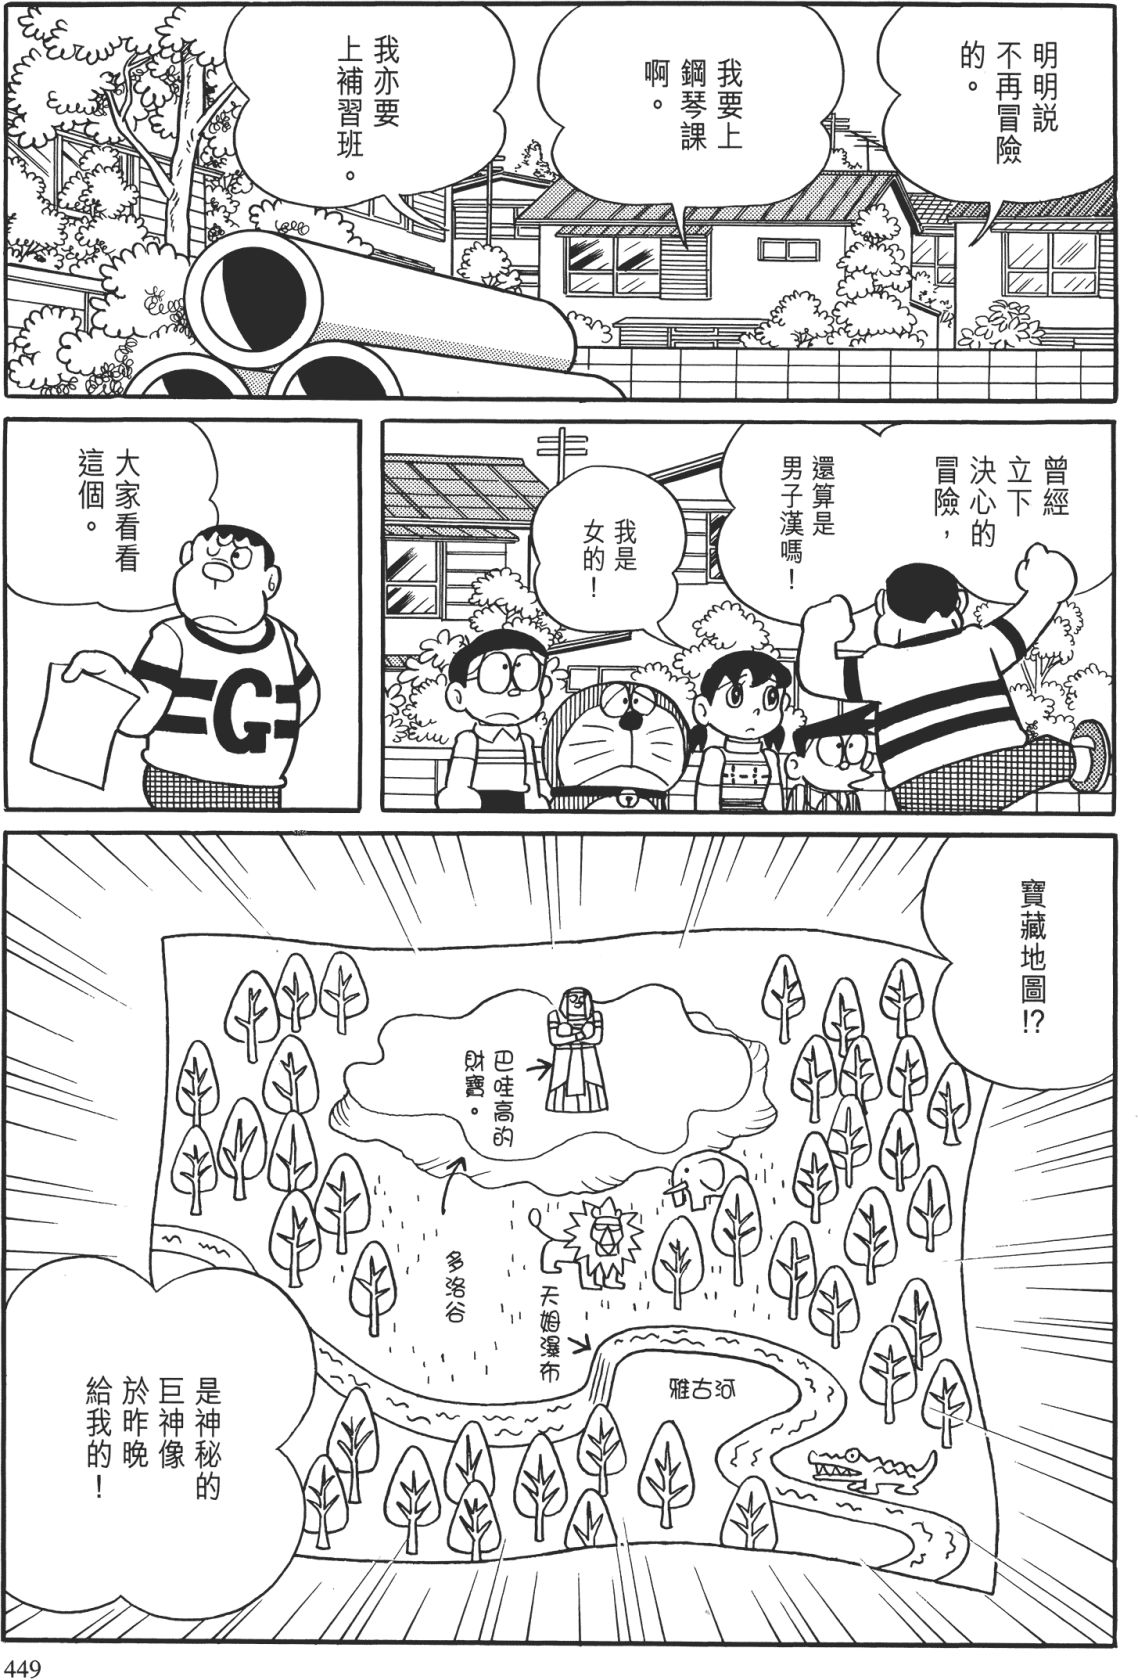 明明説
不再冒險
的。
我要上
鋼琴課
啊。
我亦要
上補習班。
曾經
立下
決心的
冒險，
還算是
男子漢嗎！
我是
女的！
大家看看
這個。
G
寶藏地圖!?
巴哇高的
財寶。
多洛谷
天姆瀑布
雅古河
是神秘的
巨神像
於昨晚
給我的！
449